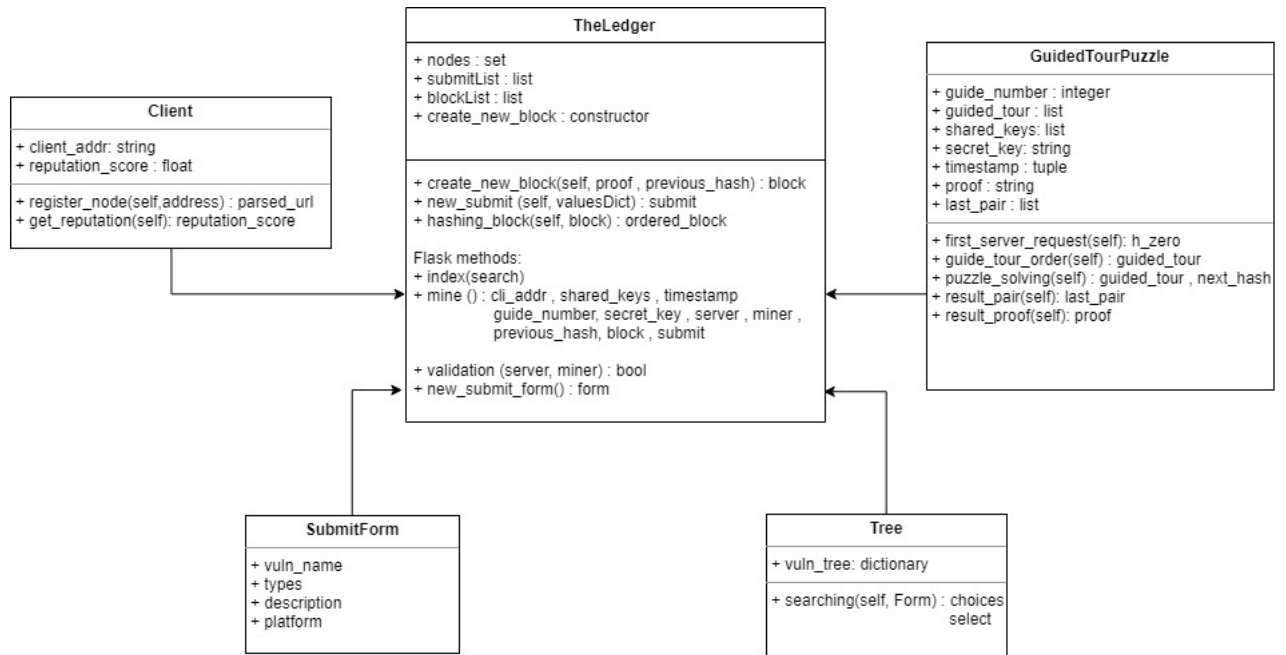 TheLedger
+ nodes : set
+ submitList : list
+ blockList : list
+ create_new_block : constructor
+ create_new_block(self, proof , previous_hash) : block
+ new_submit (self, valuesDict) : submit
+ hashing_block(self, block) : ordered_block
Flask methods:
+ index(search)
+ mine () : cli_addr , shared_keys , timestamp
guide_number, secret_key , server , miner ,
previous_hash, block , submit
+ validation (server, miner) : bool
+ new_submit_form() : form
Client
+ client_addr: string
+ reputation_score : float
+ register_node(self,address) : parsed_url
+ get_reputation(self): reputation_score
GuidedTourPuzzle
+ guide_number : integer
+ guided_tour : list
+ shared_keys: list
+ secret_key: string
+ timestamp : tuple
+ proof : string
+ last_pair : list
+ first_server_request(self): h_zero
+ guide_tour_order(self) : guided_tour
+ puzzle_solving(self) : guided_tour , next_hash
+ result_pair(self): last_pair
+ result_proof(self): proof
SubmitForm
+ vuln_name
+ types
+ description
+ platform
Tree
+ vuln_tree: dictionary
+ searching(self, Form) : choices
select